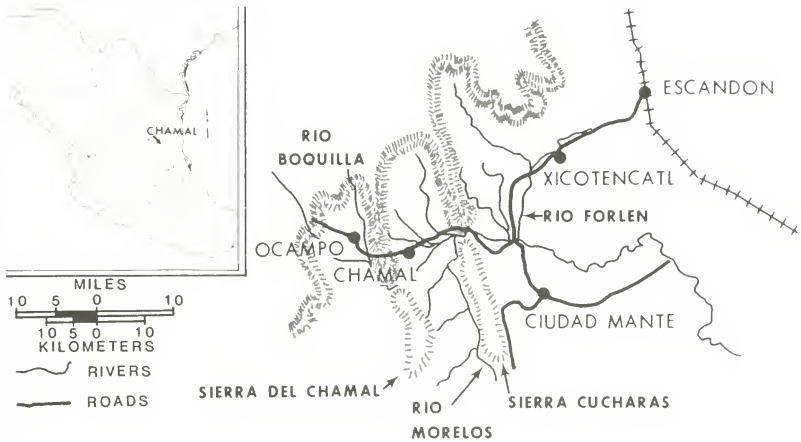 CHAMAL
ESCANDON
RIO
BOQUILLA
XICOTENCATL
RIO FORLEN
OCAMPO
CHAMAL
MILES
10 5 0 10
10 5 0 10
KILOMETERS
CIUDAD MANTE
RIVERS
ROADS
SIERRA DEL CHAMAL
RIO
MORELOS
SIERRA CUCHARAS